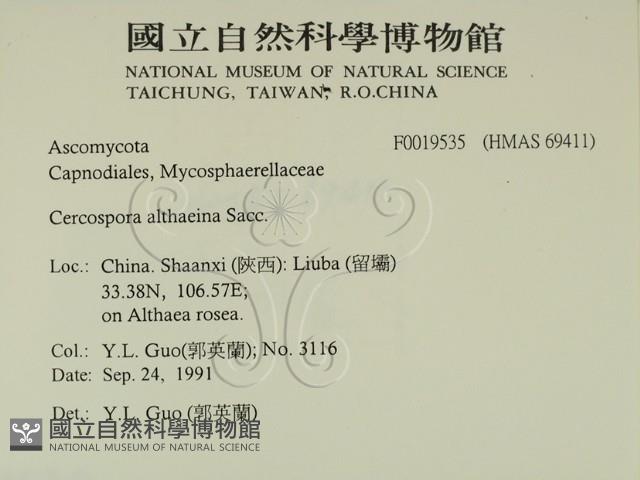 國立自然科學博物館
NATIONAL MUSEUM OF NATURAL SCIENCE
TAICHUNG, TAIWAN, R.O.CHINA
Ascomycota F0019535 (HMAS 69411)
Capnodiales, Mycosphaerellaceae
Cercospora althaeina Sacc.
Loc.: China. Shaanxi (陝西): Liuba (留壩)
33.38N, 106.57E;
on Althaea rosea.
Col.: Y.L. Guo(郭英蘭); No. 3116
Date: Sep. 24, 1991
Det.: Y.L. Guo (郭英蘭)
國立自然科學博物館
NATIONAL MUSEUM OF NATURAL SCIENCE